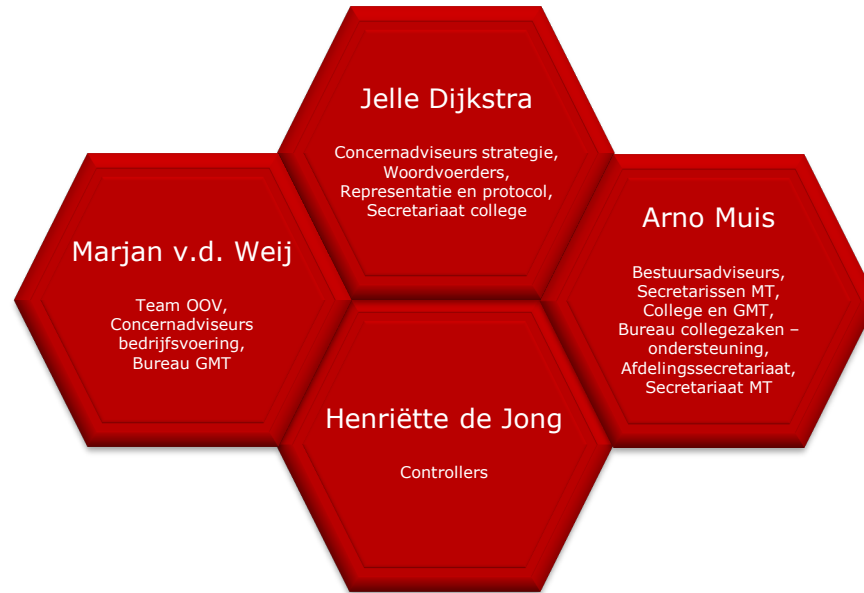 Jelle Dijkstra
Concernadviseurs strategie,
Woordvoerders,
Representatie en protocol,
Secretariaat college
Marjan v.d. Weij
Team OOV,
Concernadviseurs
bedrijfsvoering,
Bureau GMT
Arno Muis
Bestuursadviseurs,
Secretarissen MT,
College en GMT,
Bureau collegezaken –
ondersteuning,
Afdelingssecretariaat,
Secretariaat MT
Henriëtte de Jong
Controllers